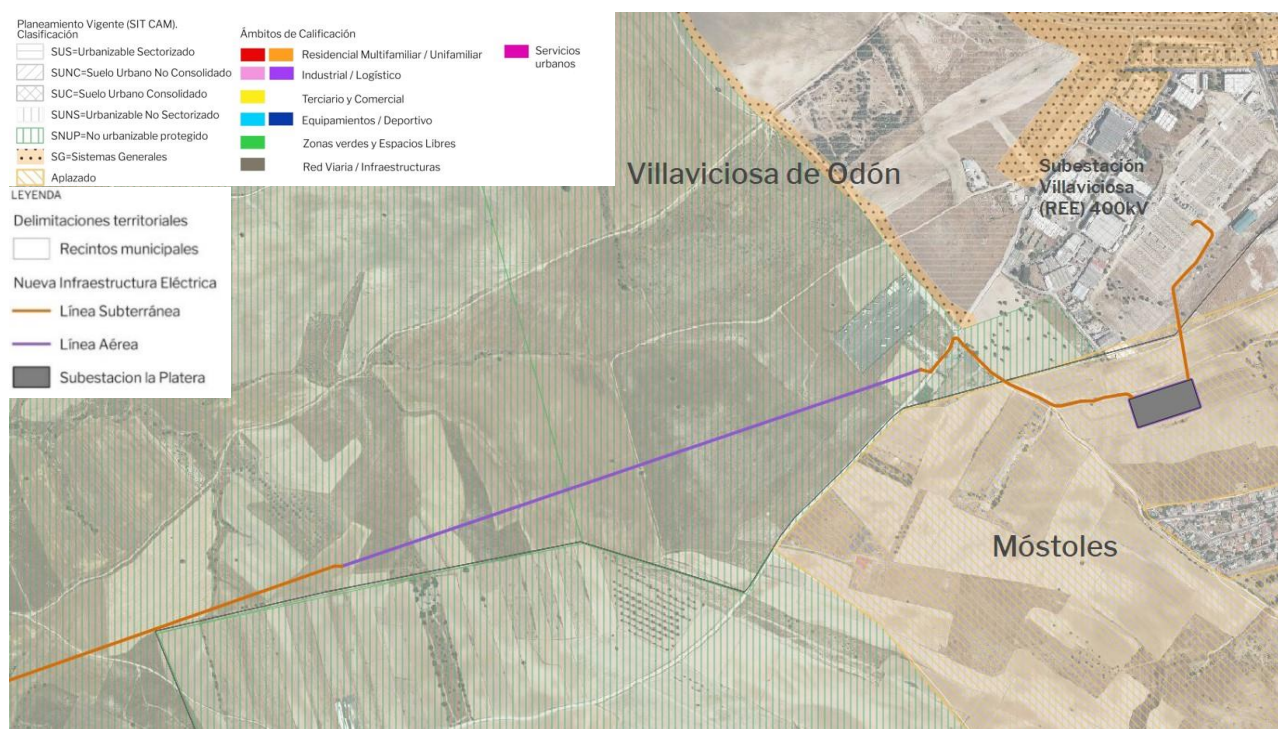 Planeamiento Vigente (SIT CAM).
Clasificación
SUS=Urbanizable Sectorizado
SUNC=Suelo Urbano No Consolidado
SUC=Suelo Urbano Consolidado
SUNS=Urbanizable No Sectorizado
SNUP=No urbanizable protegido
SG=Sistemas Generales
Aplazado
Ámbitos de Calificación
Residencial Multifamiliar / Unifamiliar
Industrial / Logístico
Terciario y Comercial
Equipamientos / Deportivo
Zonas verdes y Espacios Libres
Red Viaria / Infraestructuras
Servicios
urbanos
LEYENDA
Delimitaciones territoriales
Recintos municipales
Nueva Infraestructura Eléctrica
Línea Subterránea
Línea Aérea
Subestacion la Platera
Villaviciosa de Odón
Subestación
Villaviciosa
(REE) 400kV
Móstoles